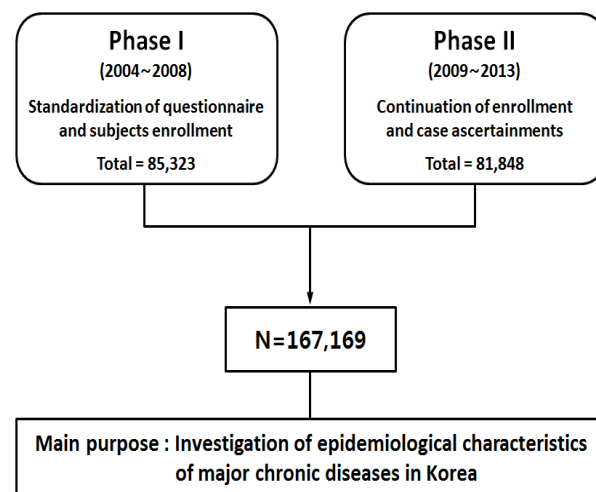 Phase I
(2004~2008)
Standardization of questionnaire
and subjects enrollment
Total = 85,323
Phase II
(2009~2013)
Continuation of enrollment
and case ascertainments
Total = 81,848
N=167,169
Main purpose : Investigation of epidemiological characteristics
of major chronic diseases in Korea